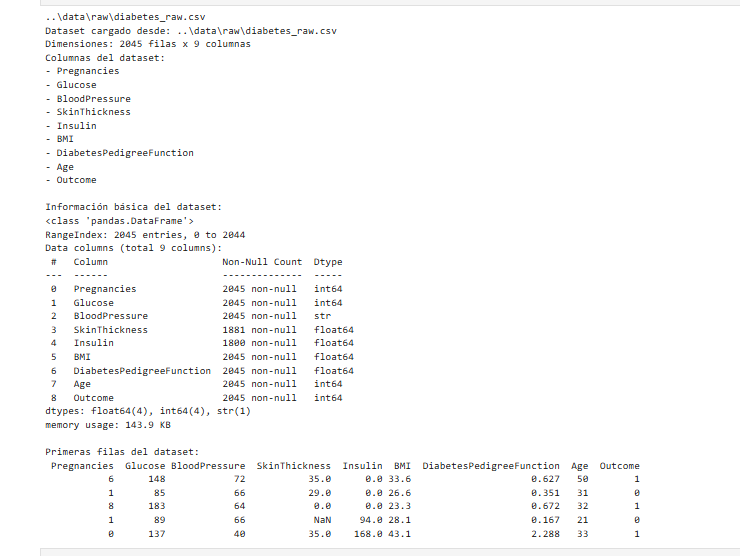 ..\data\raw\diabetes_raw.csv
Dataset cargado desde: ..\data\raw\diabetes_raw.csv
Dimensiones: 2045 filas x 9 columnas
Columnas del dataset:
- Pregnancies
- Glucose
- BloodPressure
- SkinThickness
- Insulin
- BMI
- DiabetesPedigreeFunction
- Age
- Outcome
Información básica del dataset:
<class 'pandas.DataFrame'>
RangeIndex: 2045 entries, 0 to 2044
Data columns (total 9 columns):
 #   Column                    Non-Null Count  Dtype
---  ------                    --------------  -----
 0   Pregnancies               2045 non-null   int64
 1   Glucose                   2045 non-null   int64
 2   BloodPressure             2045 non-null   str
 3   SkinThickness             1881 non-null   float64
 4   Insulin                   1800 non-null   float64
 5   BMI                       2045 non-null   float64
 6   DiabetesPedigreeFunction  2045 non-null   float64
 7   Age                       2045 non-null   int64
 8   Outcome                   2045 non-null   int64
dtypes: float64(4), int64(4), str(1)
memory usage: 143.9 KB
Primeras filas del dataset:
 Pregnancies  Glucose BloodPressure  SkinThickness  Insulin  BMI  DiabetesPedigreeFunction  Age  Outcome
           6      148            72           35.0      0.0 33.6                     0.627   50        1
           1       85            66           29.0      0.0 26.6                     0.351   31        0
           8      183            64            0.0      0.0 23.3                     0.672   32        1
           1       89            66            NaN     94.0 28.1                     0.167   21        0
           0      137            40           35.0    168.0 43.1                     2.288   33        1